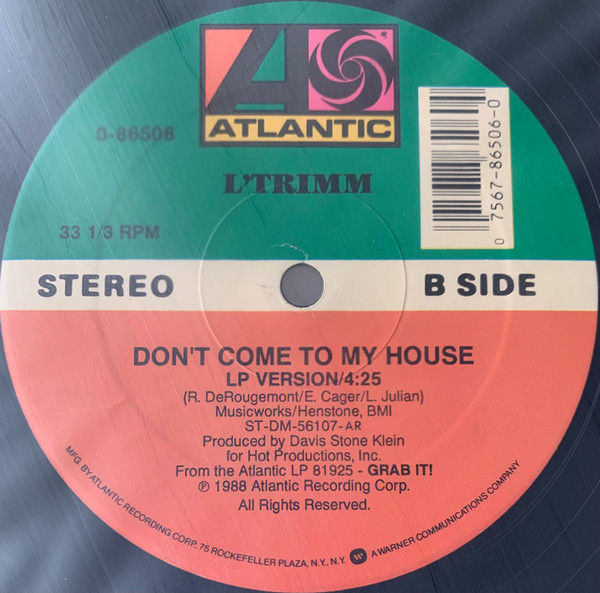 ATLANTIC
0-86506
L'TRIMM
0 7567-86506-0
33 1/3 RPM
STEREO
B SIDE
DON'T COME TO MY HOUSE
LP VERSION/4:25
(R. DeROUGEMONT/E. Cager/L. Julian)
Musicworks/Henstone, BMI
ST-DM-56107-AR
Produced by Davis Stone Klein
for Hot Productions, Inc.
From the Atlantic LP 81925 - GRAB IT!
℗ 1988 Atlantic Recording Corp.
All Rights Reserved.
MFG. BY ATLANTIC RECORDING CORP. 75 ROCKEFELLER PLAZA, N.Y., N.Y. W A WARNER COMMUNICATIONS COMPANY